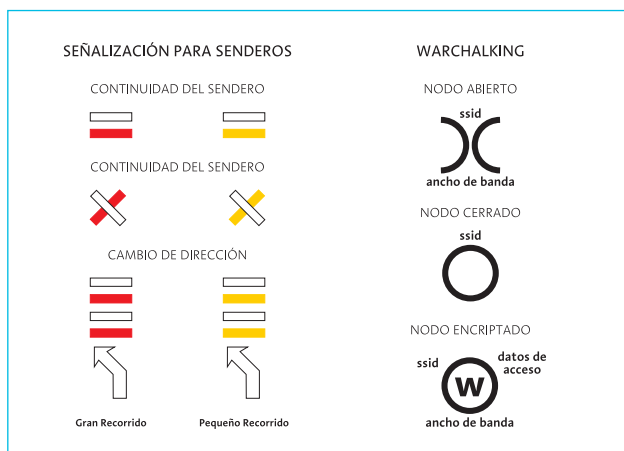 SEÑALIZACIÓN PARA SENDEROS
CONTINUIDAD DEL SENDERO
CONTINUIDAD DEL SENDERO
CAMBIO DE DIRECCIÓN
Gran Recorrido
Pequeño Recorrido
WARCHALKING
NODO ABIERTO
ssid
ancho de banda
NODO CERRADO
ssid
NODO ENCRIPTADO
ssid
datos de
acceso
W
ancho de banda